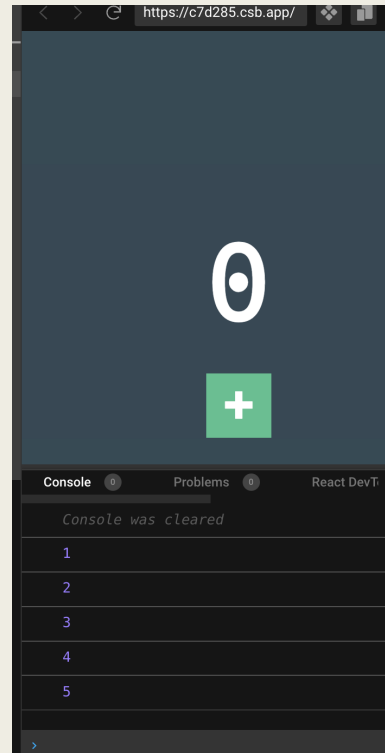 https://c7d285.csb.app/
0
+
Console 0 Problems 0 React DevT
Console was cleared
1
2
3
4
5
›